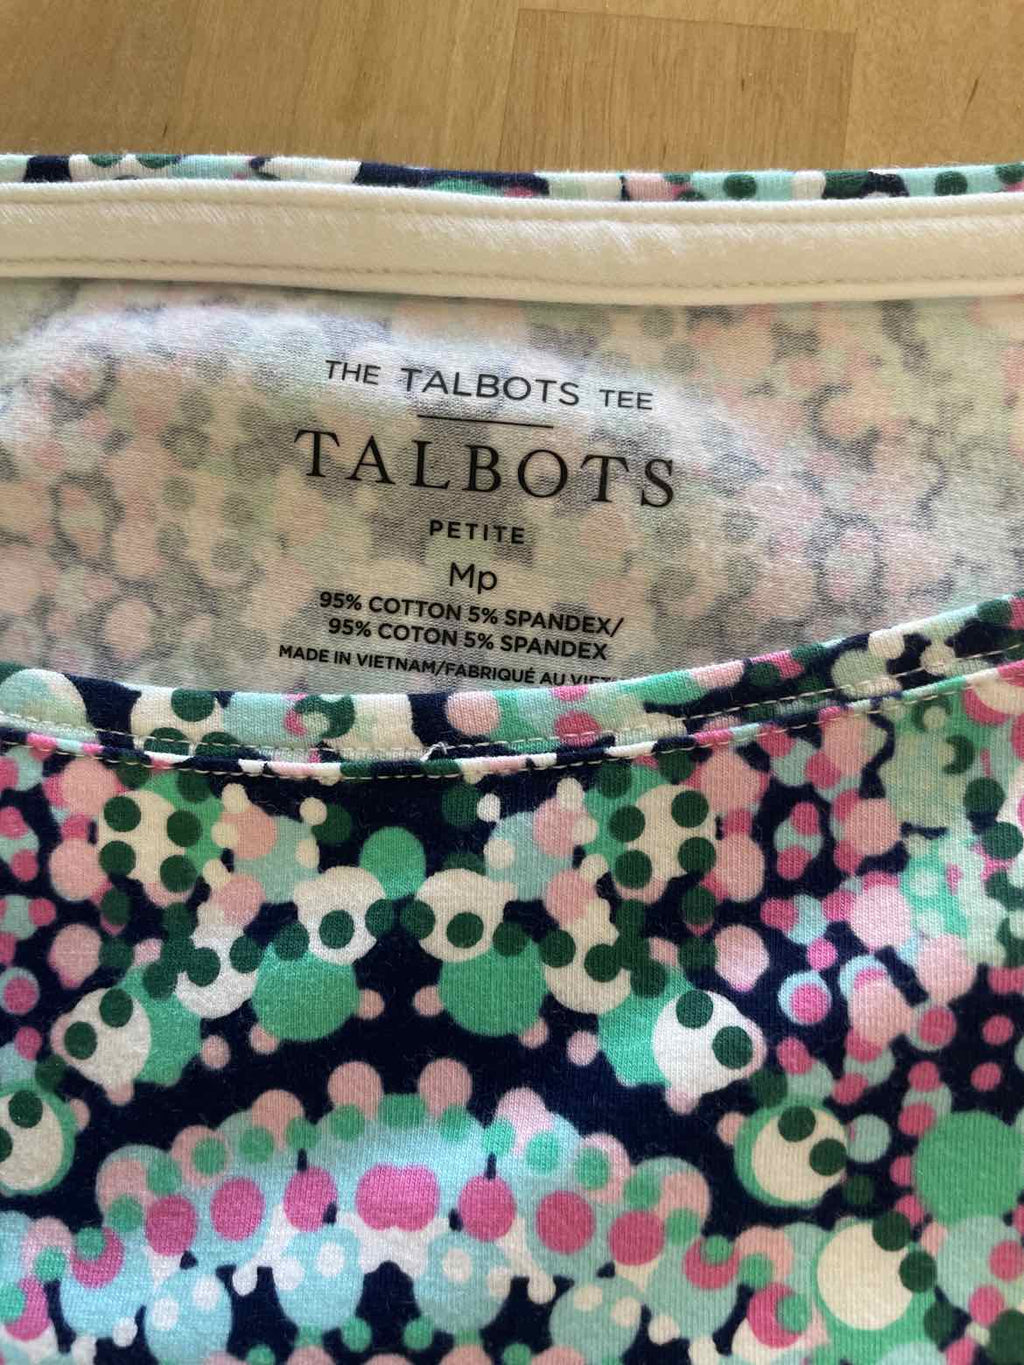 THE TALBOTS TEE
TALBOTS
PETITE
Mp
95% COTTON 5% SPANDEX/
95% COTON 5% SPANDEX
MADE IN VIETNAM/FABRIQUÉ AU